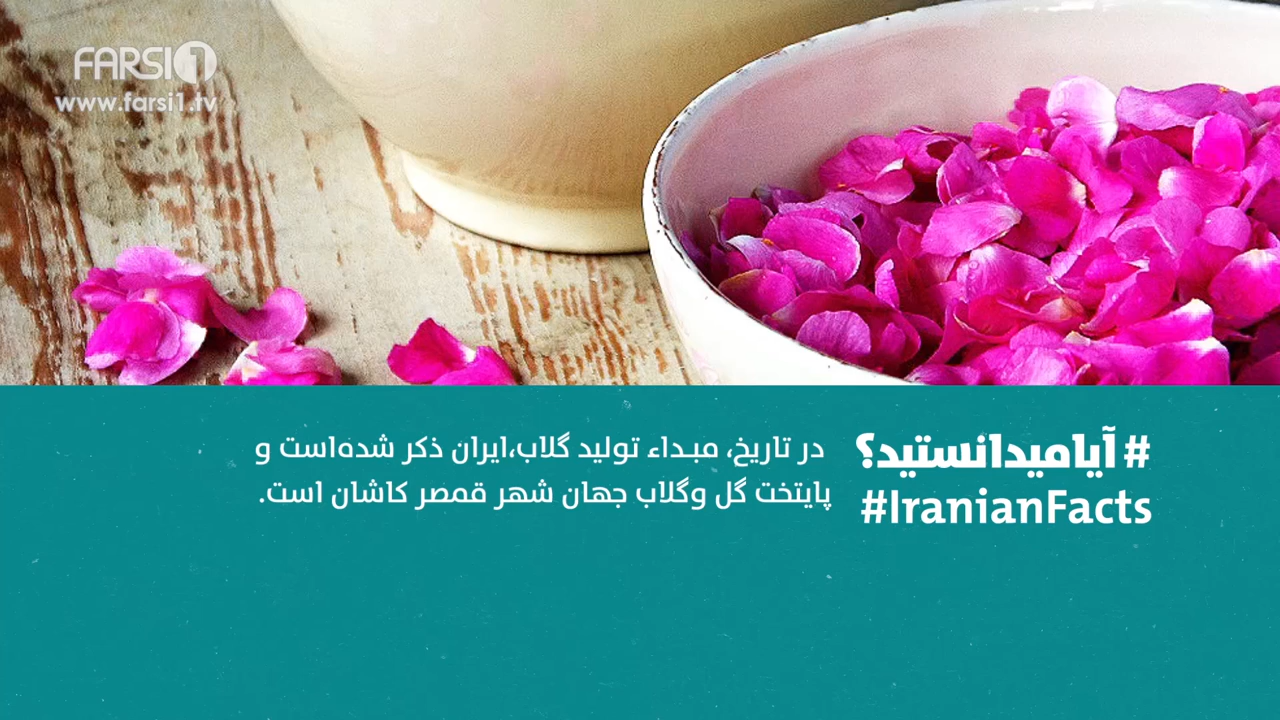 FARSI1
www.farsi1.tv
# آیامیدانستید؟
#IranianFacts
در تاریخ، مبـداء تولید گلاب،ایران ذکر شده‌است و
پایتخت گل وگلاب جهان شهر قمصر کاشان است.